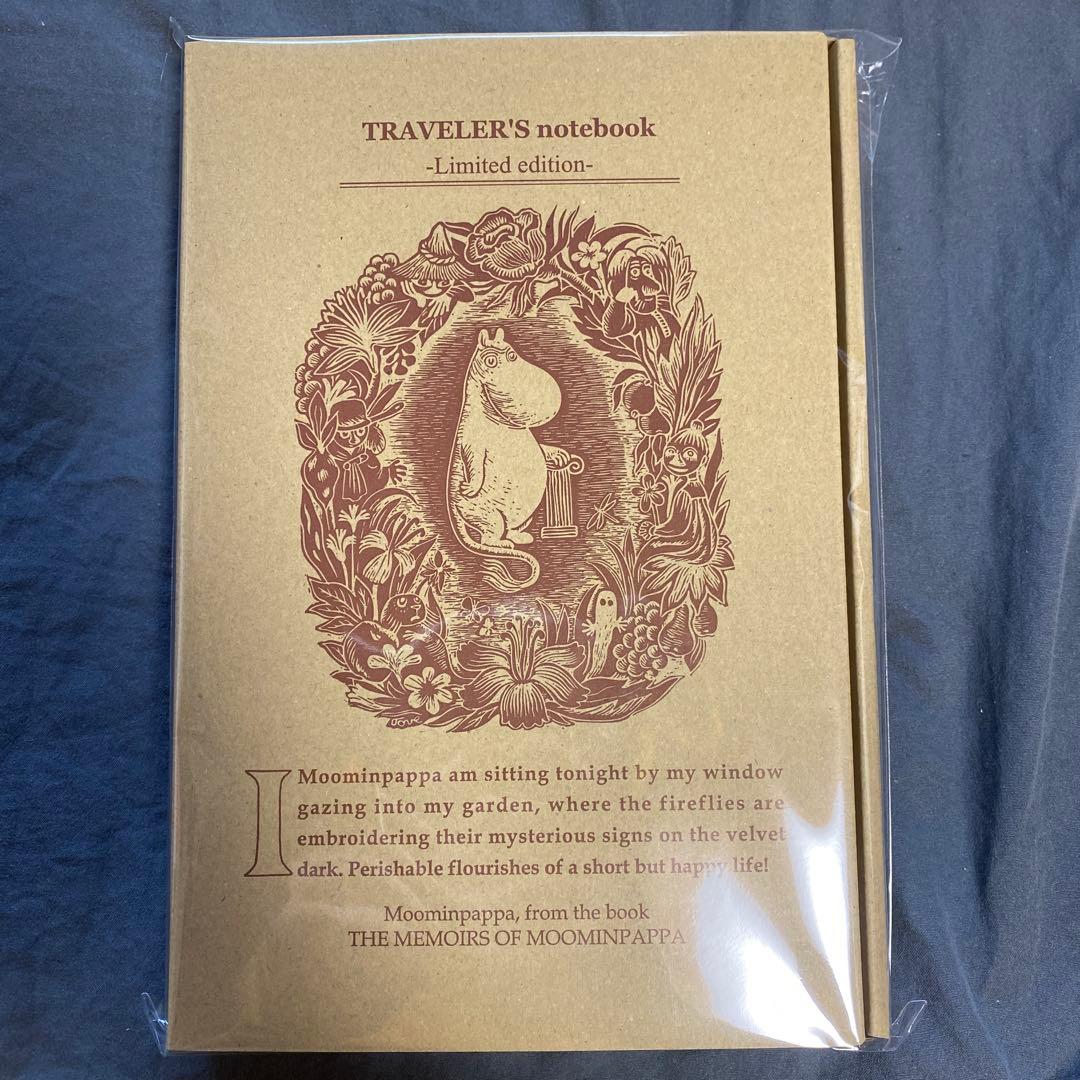 TRAVELER'S notebook
-Limited edition-
Tove
I Moominpappa am sitting tonight by my window
gazing into my garden, where the fireflies are
embroidering their mysterious signs on the velvet
dark. Perishable flourishes of a short but happy life!
Moominpappa, from the book
THE MEMOIRS OF MOOMINPAPPA